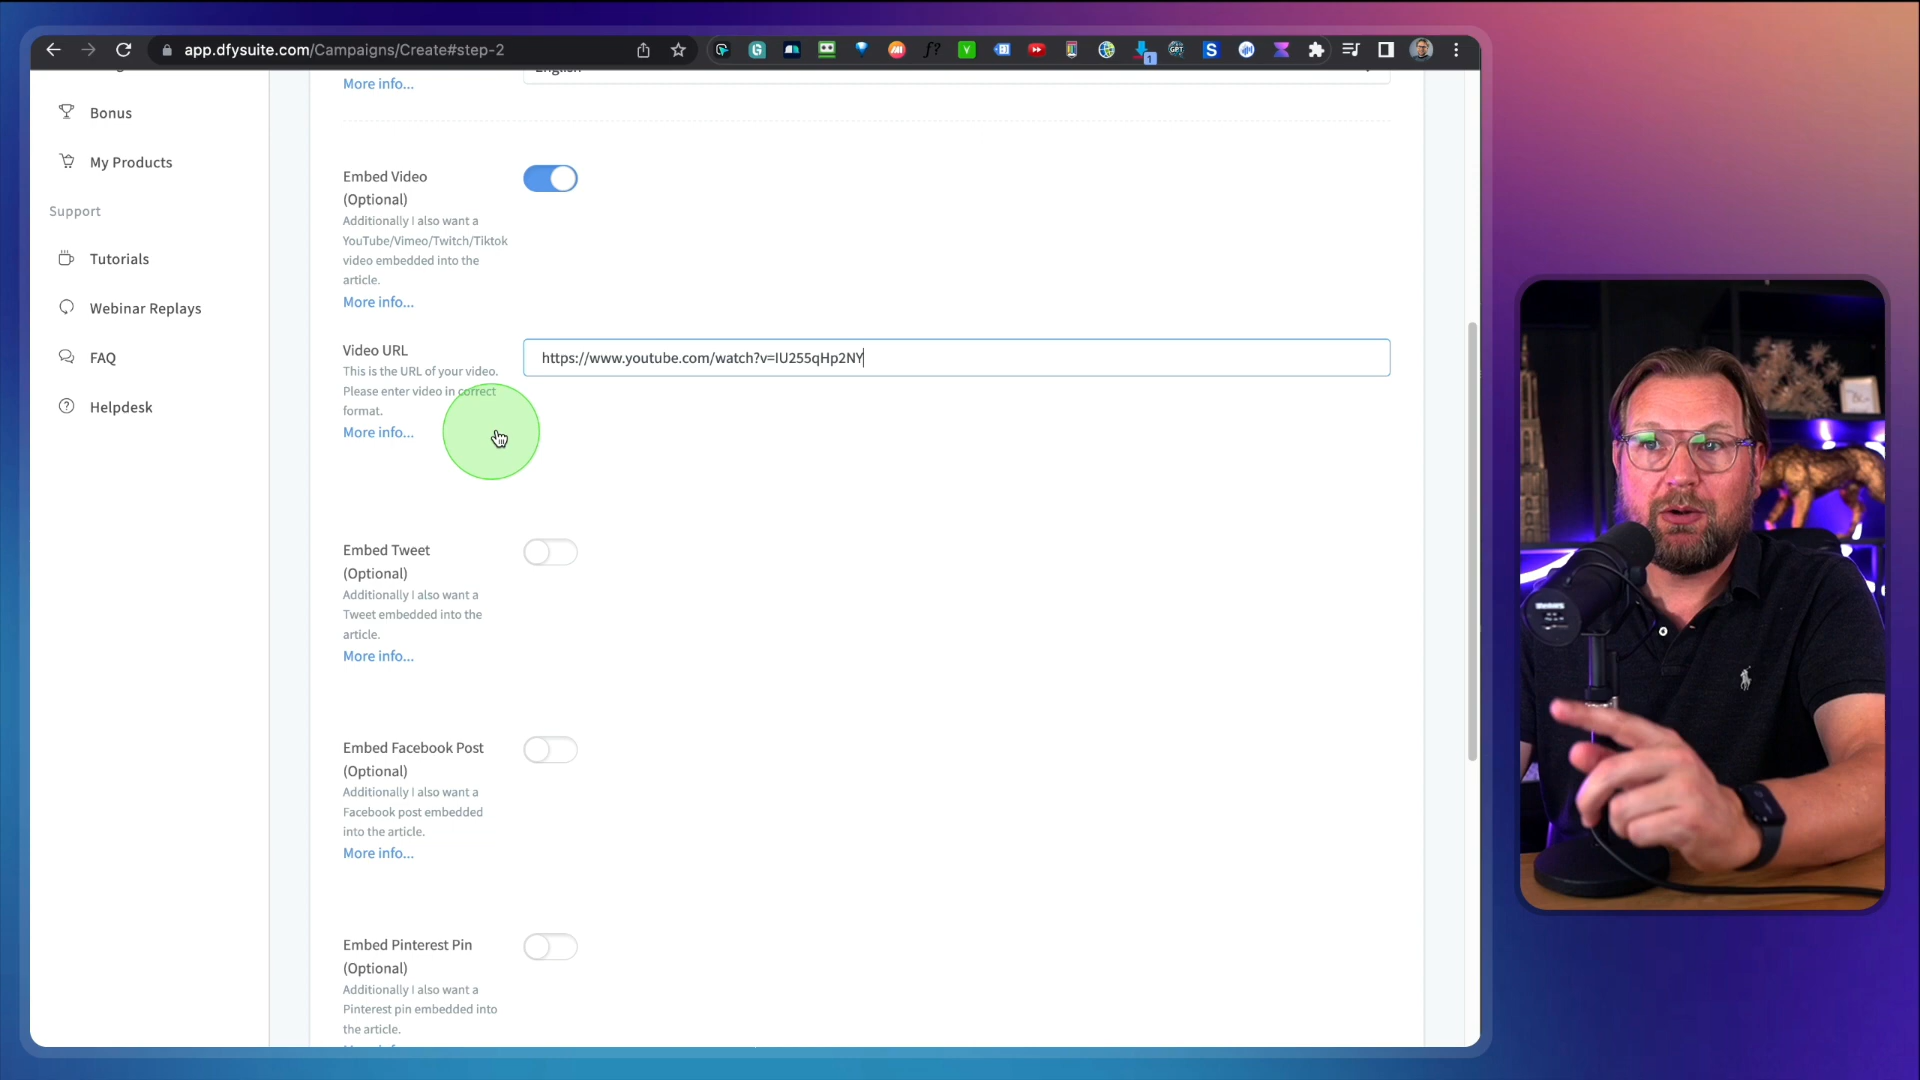 app.dfysuite.com/Campaigns/Create#step-2
English
More info...
Bonus
My Products
Support
Tutorials
Webinar Replays
FAQ
Helpdesk
Embed Video
(Optional)
Additionally I also want a
YouTube/Vimeo/Twitch/Tiktok
video embedded into the
article.
More info...
Video URL
This is the URL of your video.
Please enter video in correct
format.
More info...
https://www.youtube.com/watch?v=IU255qHp2NY
Embed Tweet
(Optional)
Additionally I also want a
Tweet embedded into the
article.
More info...
Embed Facebook Post
(Optional)
Additionally I also want a
Facebook post embedded
into the article.
More info...
Embed Pinterest Pin
(Optional)
Additionally I also want a
Pinterest pin embedded into
the article.